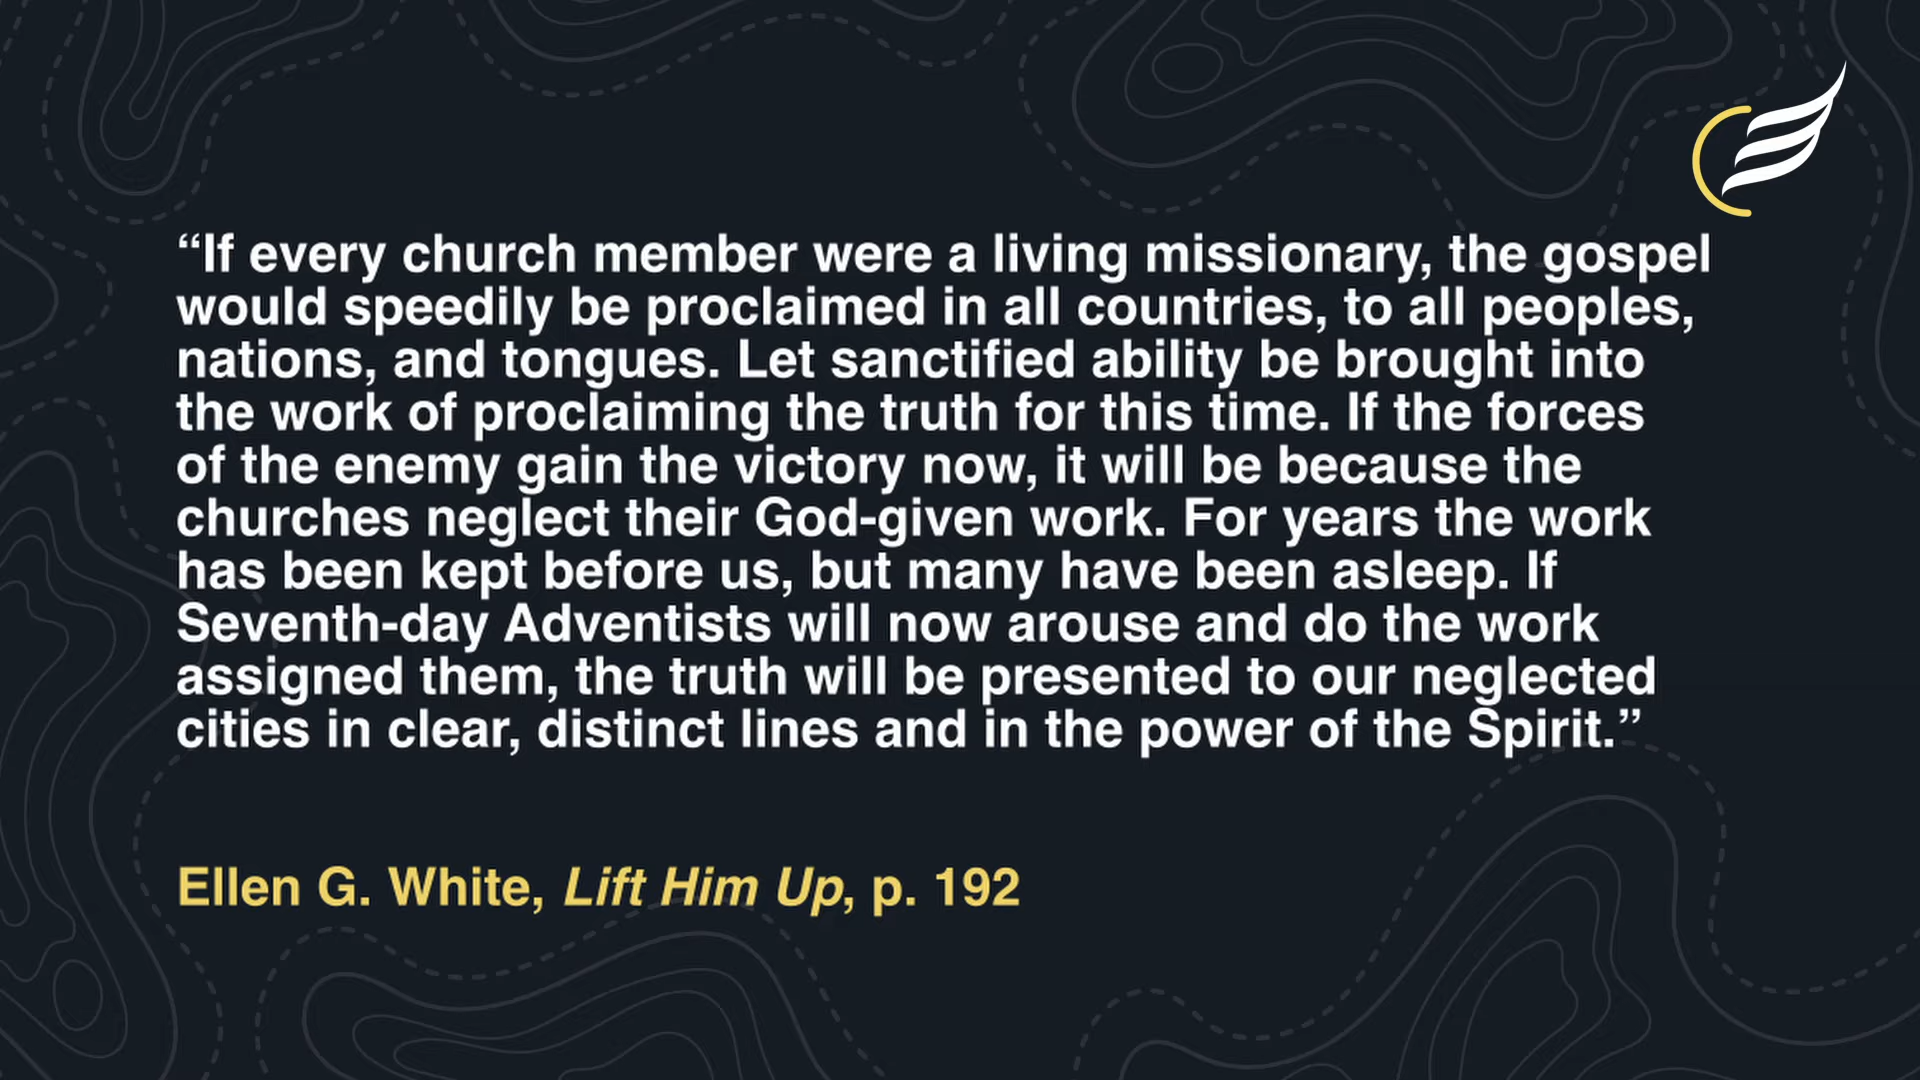 “If every church member were a living missionary, the gospel
would speedily be proclaimed in all countries, to all peoples,
nations, and tongues. Let sanctified ability be brought into
the work of proclaiming the truth for this time. If the forces
of the enemy gain the victory now, it will be because the
churches neglect their God-given work. For years the work
has been kept before us, but many have been asleep. If
Seventh-day Adventists will now arouse and do the work
assigned them, the truth will be presented to our neglected
cities in clear, distinct lines and in the power of the Spirit.”
Ellen G. White, Lift Him Up, p. 192